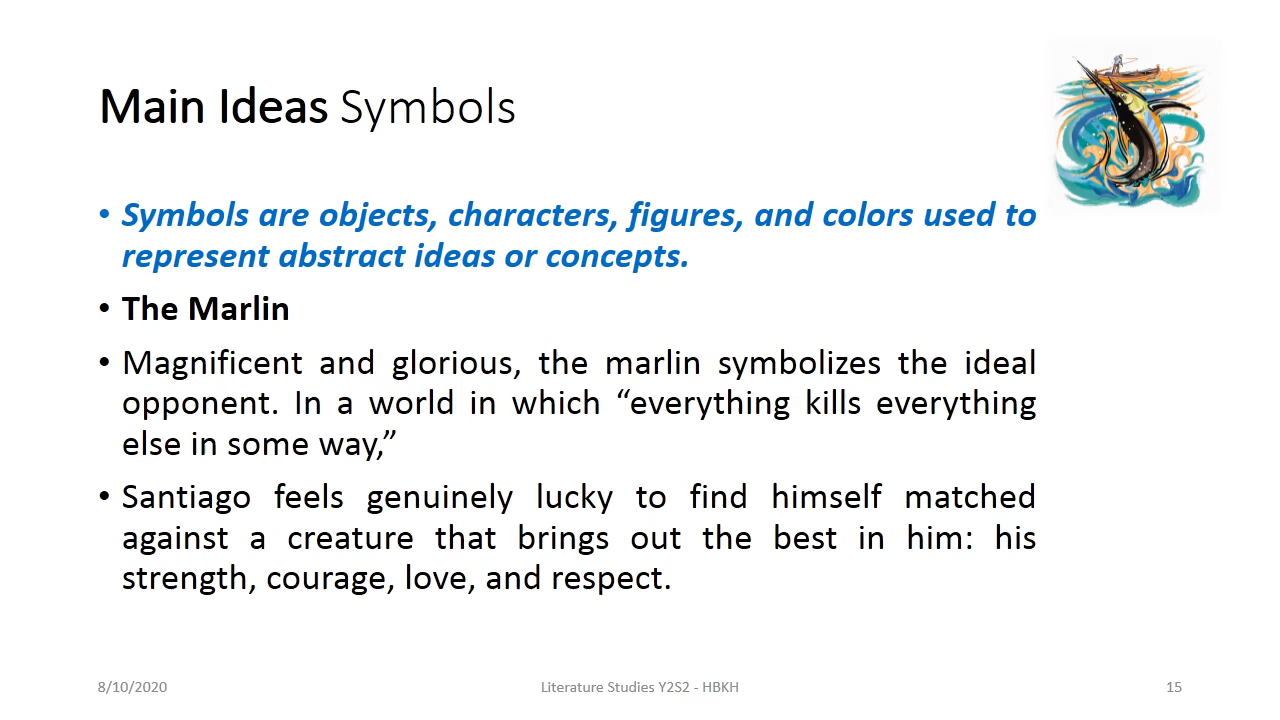 Main Ideas Symbols
• Symbols are objects, characters, figures, and colors used to
represent abstract ideas or concepts.
• The Marlin
• Magnificent and glorious, the marlin symbolizes the ideal
opponent. In a world in which “everything kills everything
else in some way,”
• Santiago feels genuinely lucky to find himself matched
against a creature that brings out the best in him: his
strength, courage, love, and respect.
8/10/2020
Literature Studies Y2S2 - HBKH
15